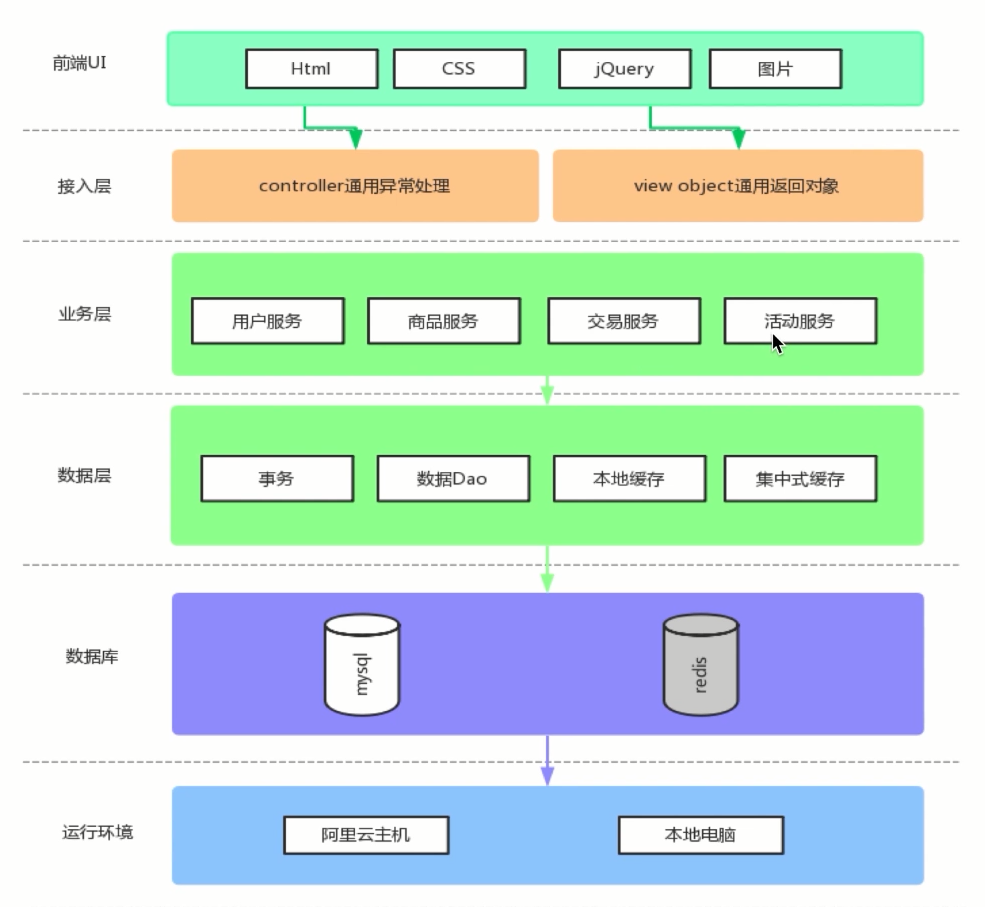 前端UI
Html
CSS
jQuery
图片
接入层
controller通用异常处理
view object通用返回对象
业务层
用户服务
商品服务
交易服务
活动服务
数据层
事务
数据Dao
本地缓存
集中式缓存
数据库
mysql
redis
运行环境
阿里云主机
本地电脑